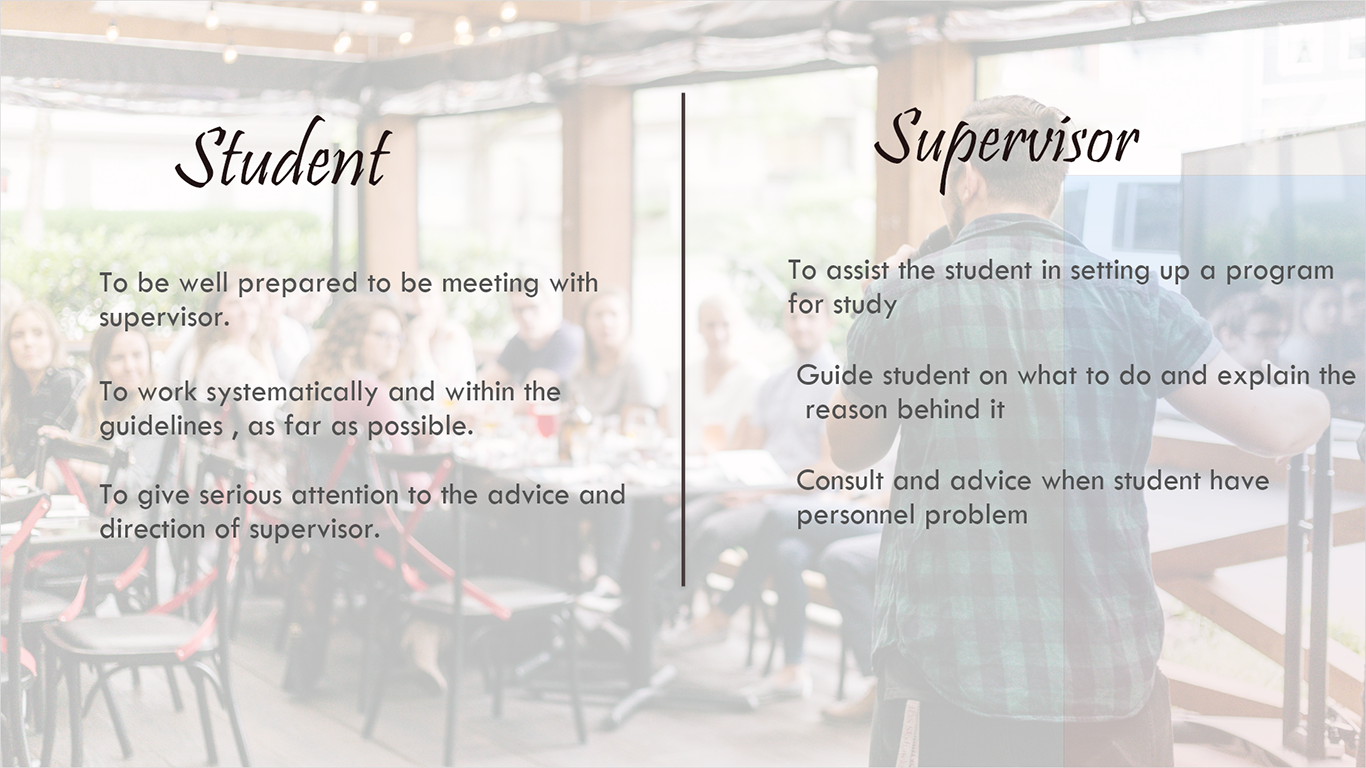 Student
To be well prepared to be meeting with
supervisor.
To work systematically and within the
guidelines , as far as possible.
To give serious attention to the advice and
direction of supervisor.
Supervisor
To assist the student in setting up a program
for study
Guide student on what to do and explain the
reason behind it
Consult and advice when student have
personnel problem